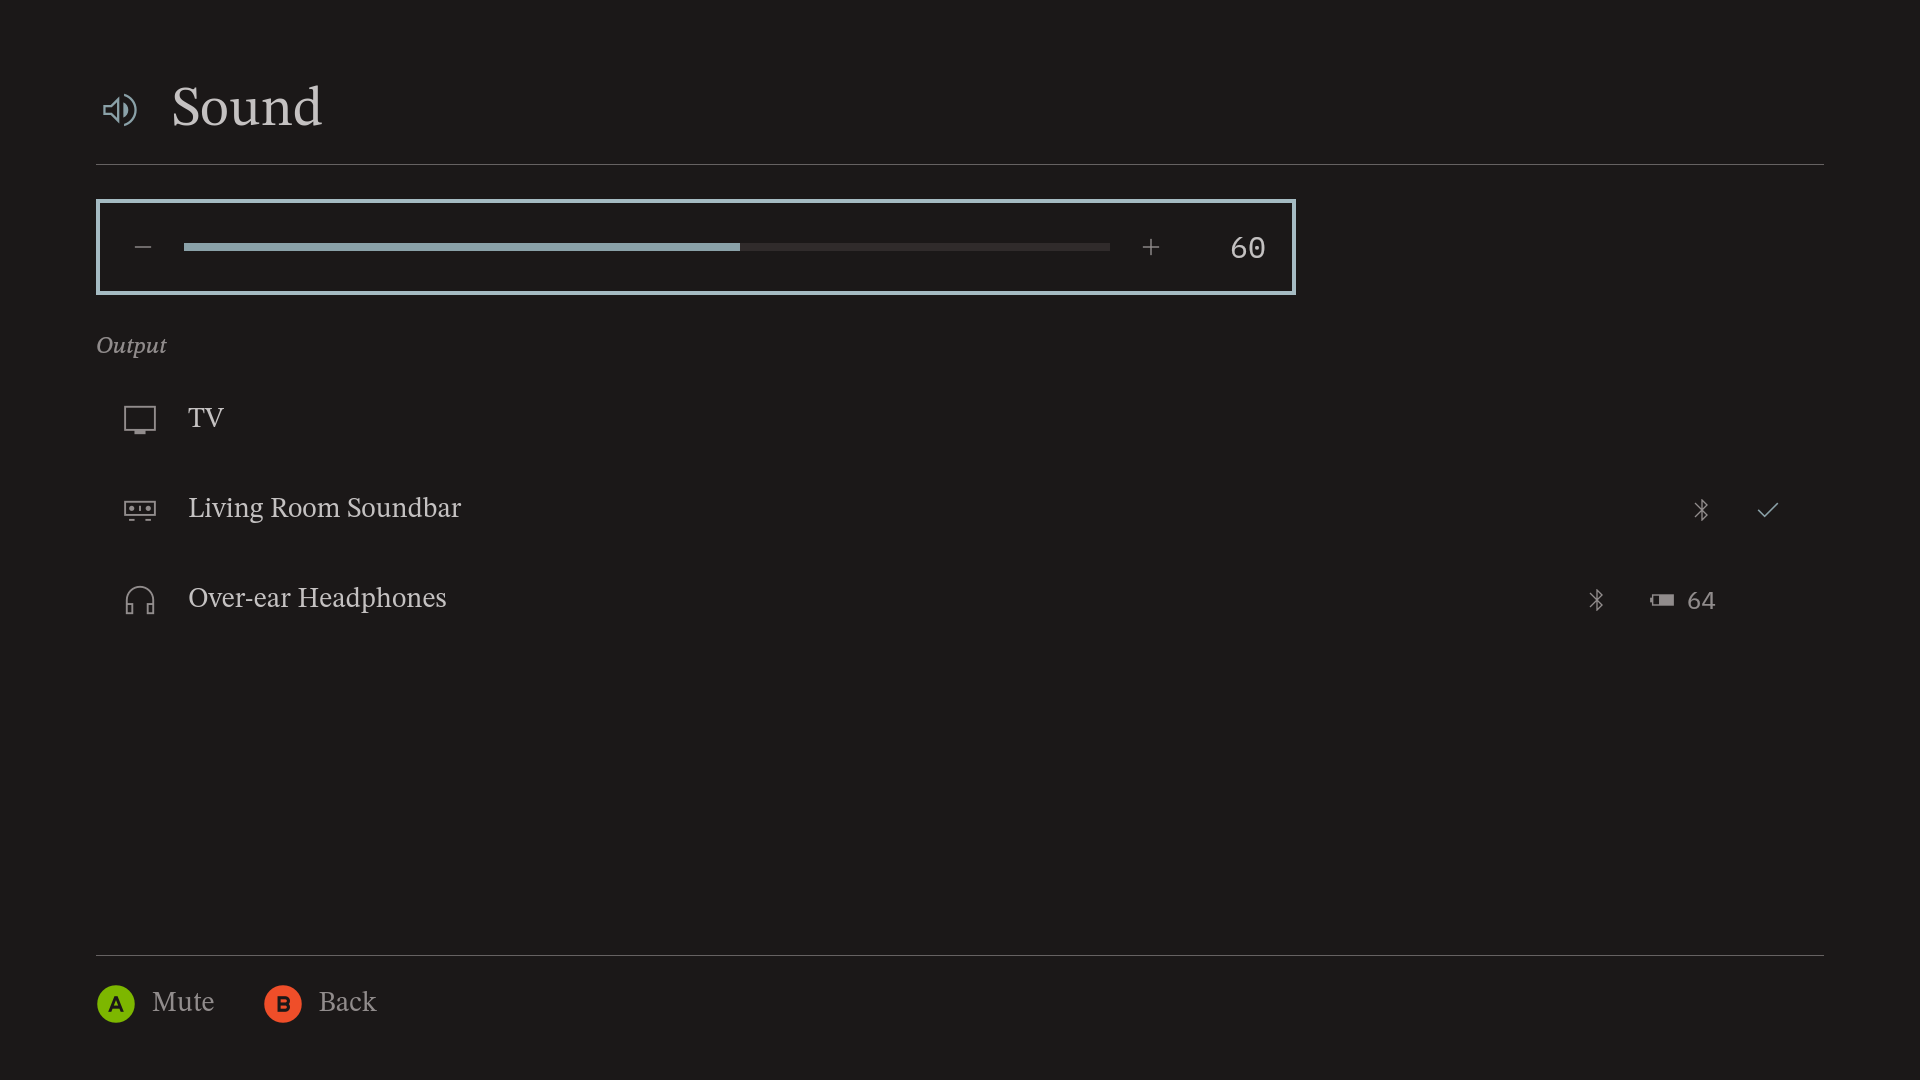 Sound
60
Output
TV
Living Room Soundbar
Over-ear Headphones
64
A Mute
B Back